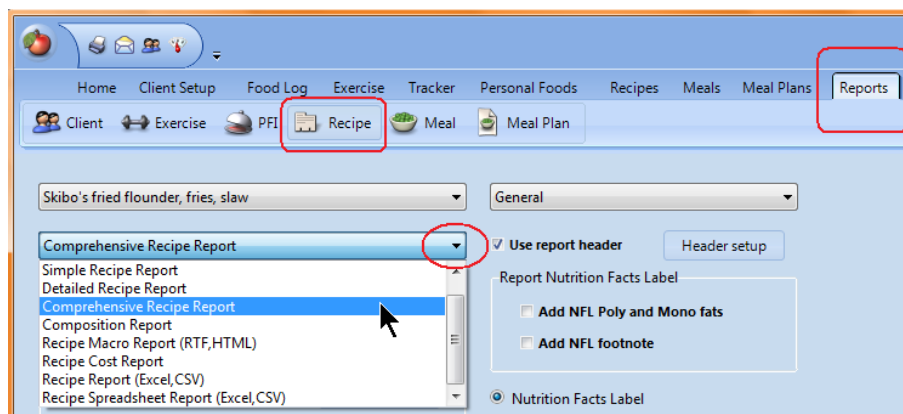 Home Client Setup Food Log Exercise Tracker Personal Foods Recipes Meals Meal Plans Reports
Client Exercise PFI Recipe Meal Meal Plan
Skibo's fried flounder, fries, slaw General
Comprehensive Recipe Report Use report header Header setup
Simple Recipe Report
Report Nutrition Facts Label
Detailed Recipe Report
Comprehensive Recipe Report
Add NFL Poly and Mono fats
Composition Report
Recipe Macro Report (RTF,HTML)
Add NFL footnote
Recipe Cost Report
Recipe Report (Excel,CSV)
Recipe Spreadsheet Report (Excel,CSV)
Nutrition Facts Label